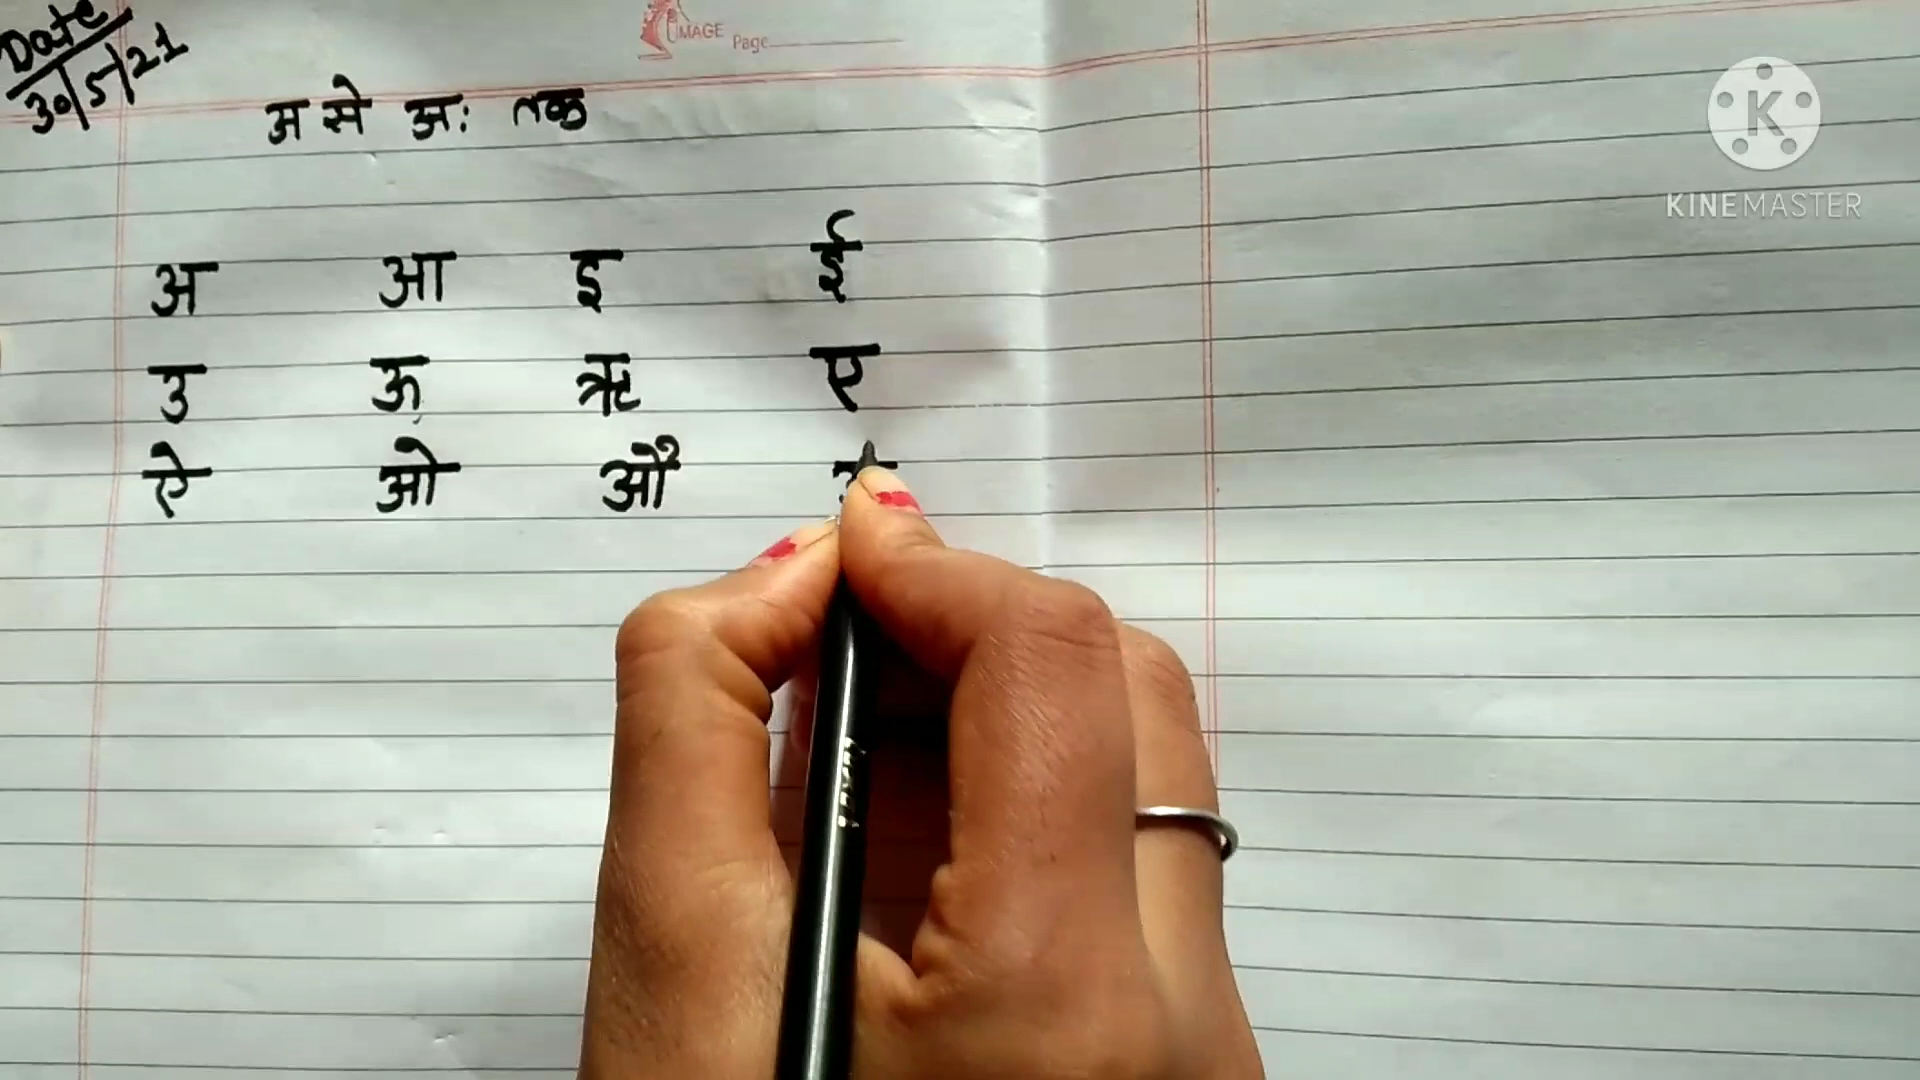 Date
30/5/21
IMAGE
Page
अ से अः तक
KINEMASTER
अ आ इ ई
उ ऊ ऋ ए
ऐ ओ औ